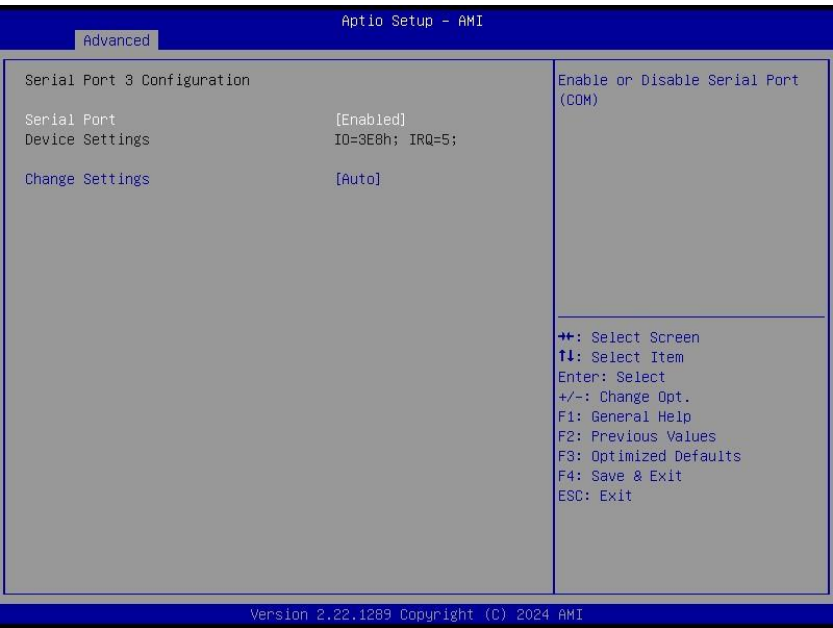 Aptio Setup - AMI
Advanced
Serial Port 3 Configuration
Serial Port [Enabled]
Device Settings IO=3E8h; IRQ=5;
Change Settings [Auto]
Enable or Disable Serial Port
(COM)
→←: Select Screen
↑↓: Select Item
Enter: Select
+/-: Change Opt.
F1: General Help
F2: Previous Values
F3: Optimized Defaults
F4: Save & Exit
ESC: Exit
Version 2.22.1289 Copyright (C) 2024 AMI